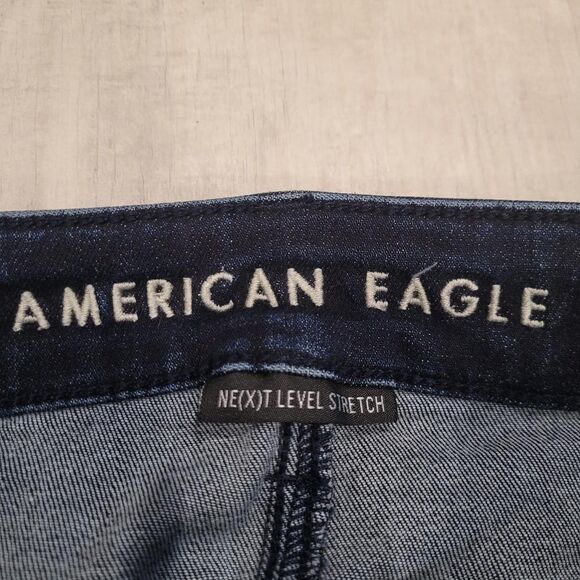 AMERICAN EAGLE
NE(X)T LEVEL STRETCH